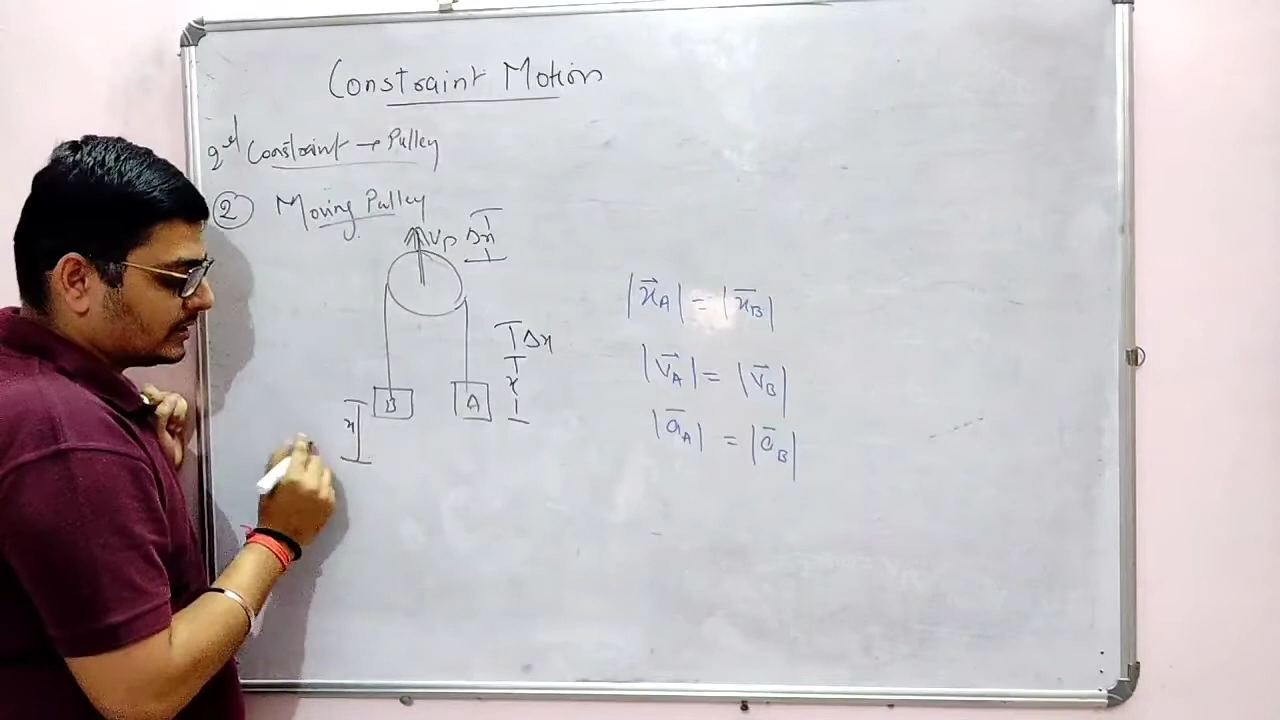 Constraint Motion
2nd Constraint → Pulley
② Moving Pulley
Vp Δx
Δx
x
B A
x
|x⃗A| = |x⃗B|
|v⃗A| = |v⃗B|
|a⃗A| = |a⃗B|